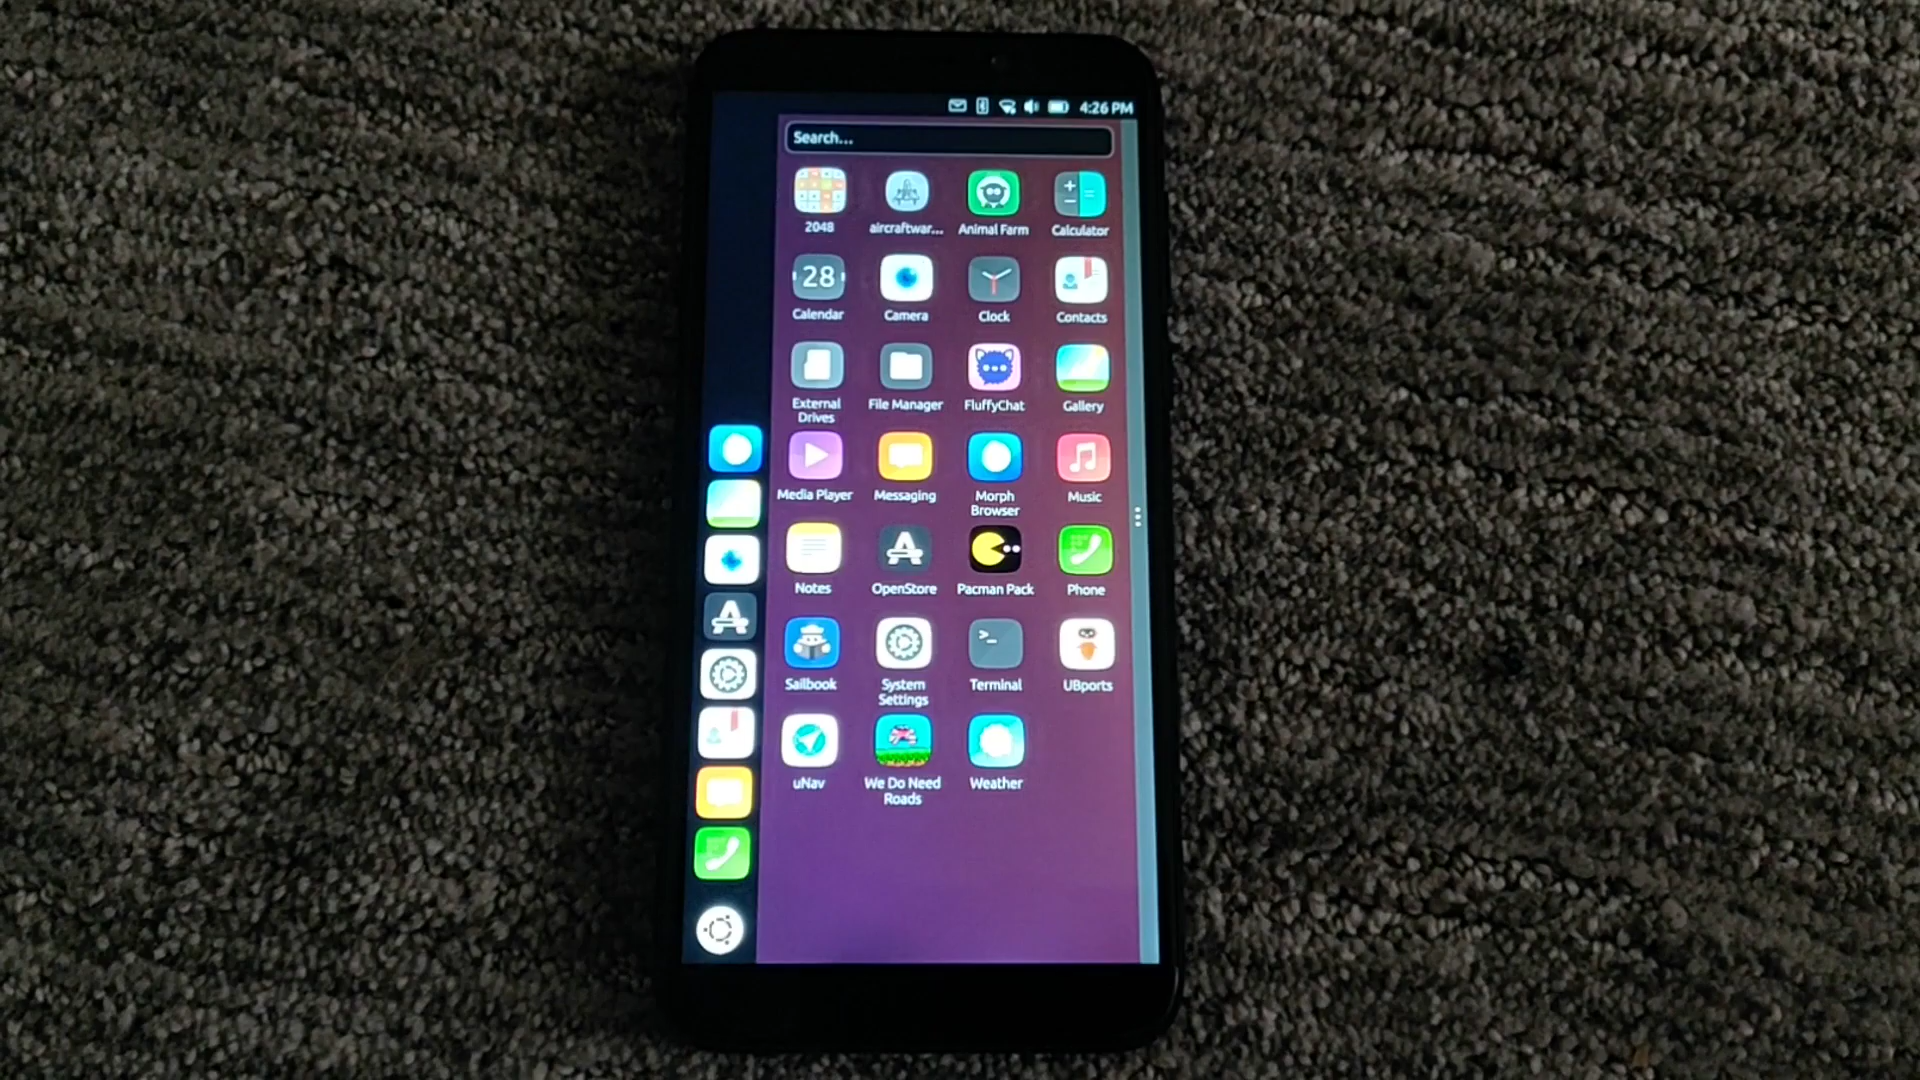 4:26 PM
Search...
2048
aircraftwar...
Animal Farm
Calculator
28
Calendar
Camera
Clock
Contacts
External
Drives
File Manager
FluffyChat
Gallery
Media Player
Messaging
Morph
Browser
Music
Notes
OpenStore
Pacman Pack
Phone
Sailbook
System
Settings
>_
Terminal
UBports
uNav
We Do Need
Roads
Weather